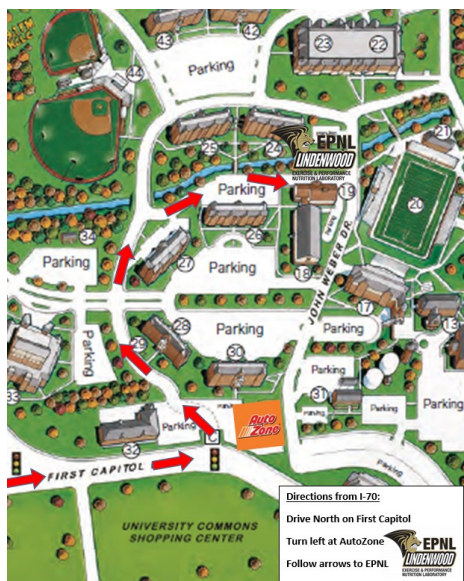 43
42
23
22
44
Parking
25
24
EPNL
LINDENWOOD
EXERCISE & PERFORMANCE
NUTRITION LABORATORY
21
Parking
19
20
34
26
Parking
27
Parking
Parking
18
JOHN WEBER DR.
17
13
28
Parking
Parking
Parking
29
30
Parking
33
31
Parking
Parking
Parking
Parking
Parking
Auto
Zone
C
32
FIRST CAPITOL
Parking
UNIVERSITY COMMONS
SHOPPING CENTER
Directions from I-70:
Drive North on First Capitol
Turn left at AutoZone
Follow arrows to EPNL
EPNL
LINDENWOOD
EXERCISE & PERFORMANCE
NUTRITION LABORATORY